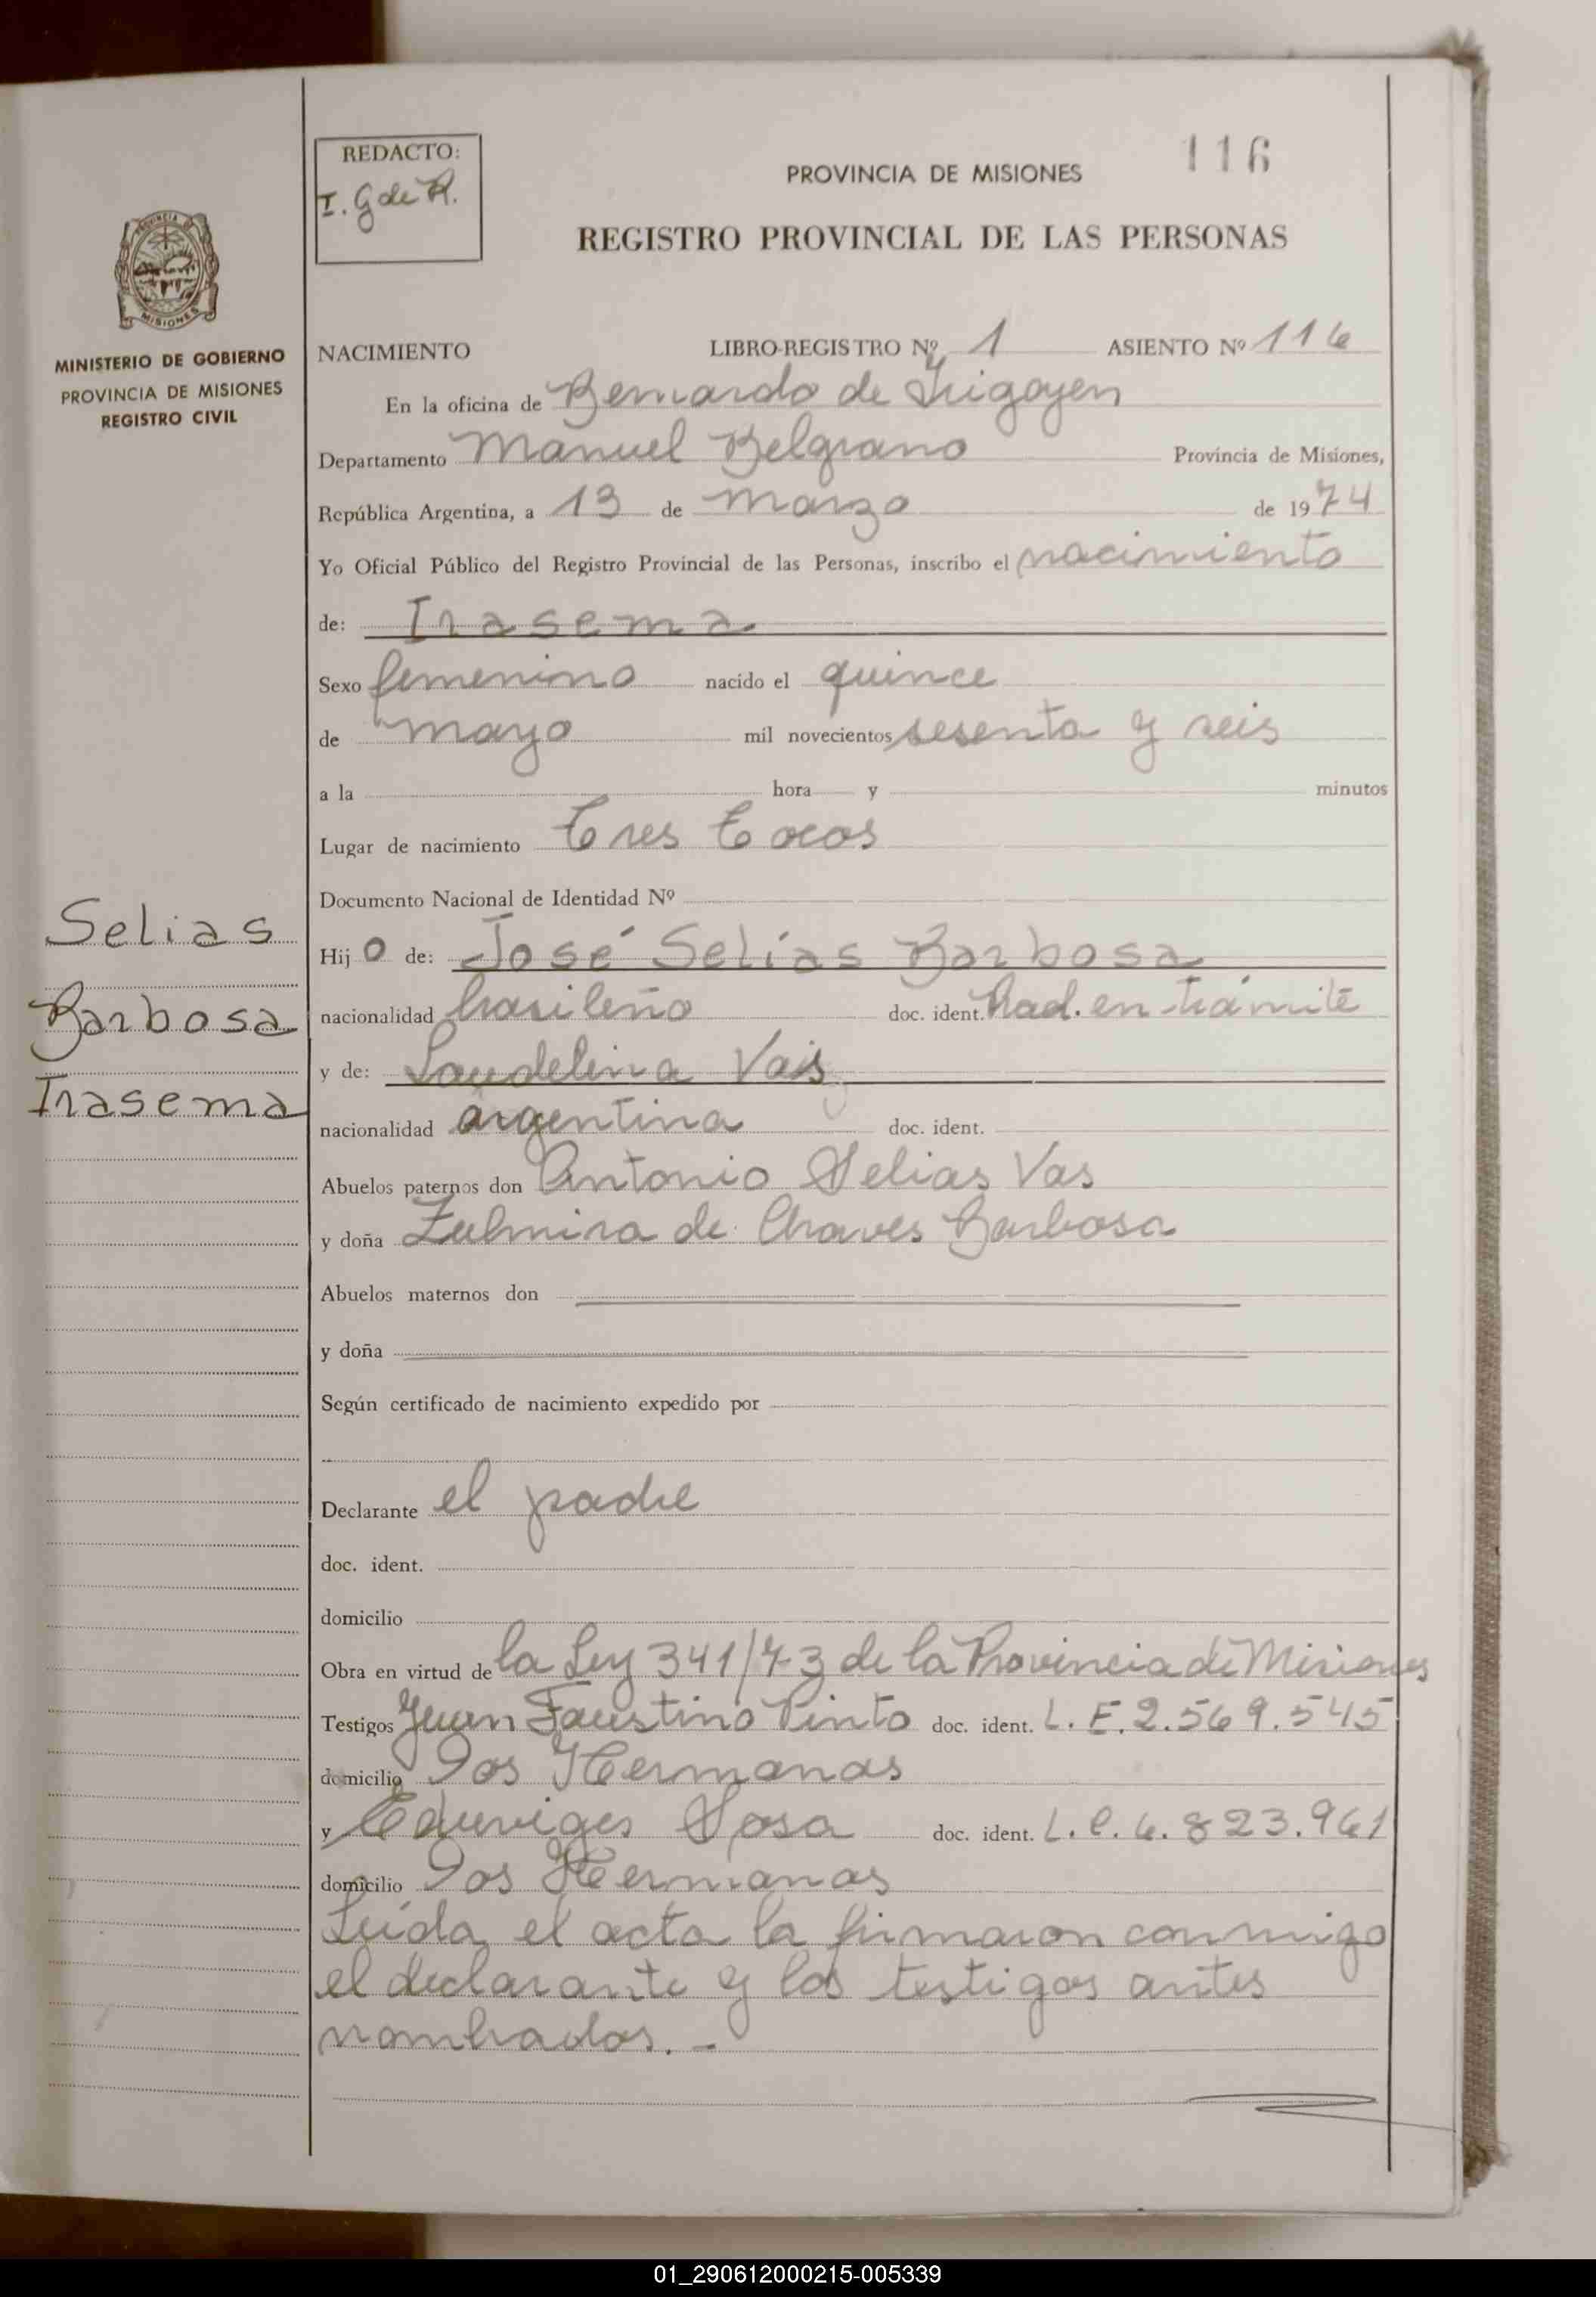 116
REDACTO:
I. G de R.
PROVINCIA DE MISIONES
REGISTRO PROVINCIAL DE LAS PERSONAS
PROVINCIA DE
MISIONES
MINISTERIO DE GOBIERNO
PROVINCIA DE MISIONES
REGISTRO CIVIL
NACIMIENTO LIBRO-REGISTRO Nº 1 ASIENTO Nº 116
En la oficina de Bernardo de Irigoyen
Departamento Manuel Belgrano Provincia de Misiones,
República Argentina, a 13 de marzo de 1974
Yo Oficial Público del Registro Provincial de las Personas, inscribo el nacimiento
de: Irasema
Sexo femenino nacido el quince
de mayo mil novecientos sesenta y seis
a la hora y minutos
Lugar de nacimiento Tres Tocos
Documento Nacional de Identidad Nº
Selias
Barbosa
Irasema
Hijo de: José Selías Barbosa
nacionalidad brasileño doc. ident. Rad. en trámite
y de: Laudelina Vais
nacionalidad argentina doc. ident.
Abuelos paternos don Antonio Selias Vas
y doña Zulmira de Chaves Barbosa
Abuelos maternos don
y doña
Según certificado de nacimiento expedido por
Declarante el padre
doc. ident.
domicilio
Obra en virtud de la Ley 341/73 de la Provincia de Misiones
Testigos Juan Faustino Pinto doc. ident. L. E. 2.569.545
domicilio Dos Hermanas
y Eduviges Sosa doc. ident. L. C. 6.823.961
domicilio Dos Hermanas
Leída el acta la firmaron conmigo
el declarante y los testigos antes
nombrados. -
01_290612000215-005339